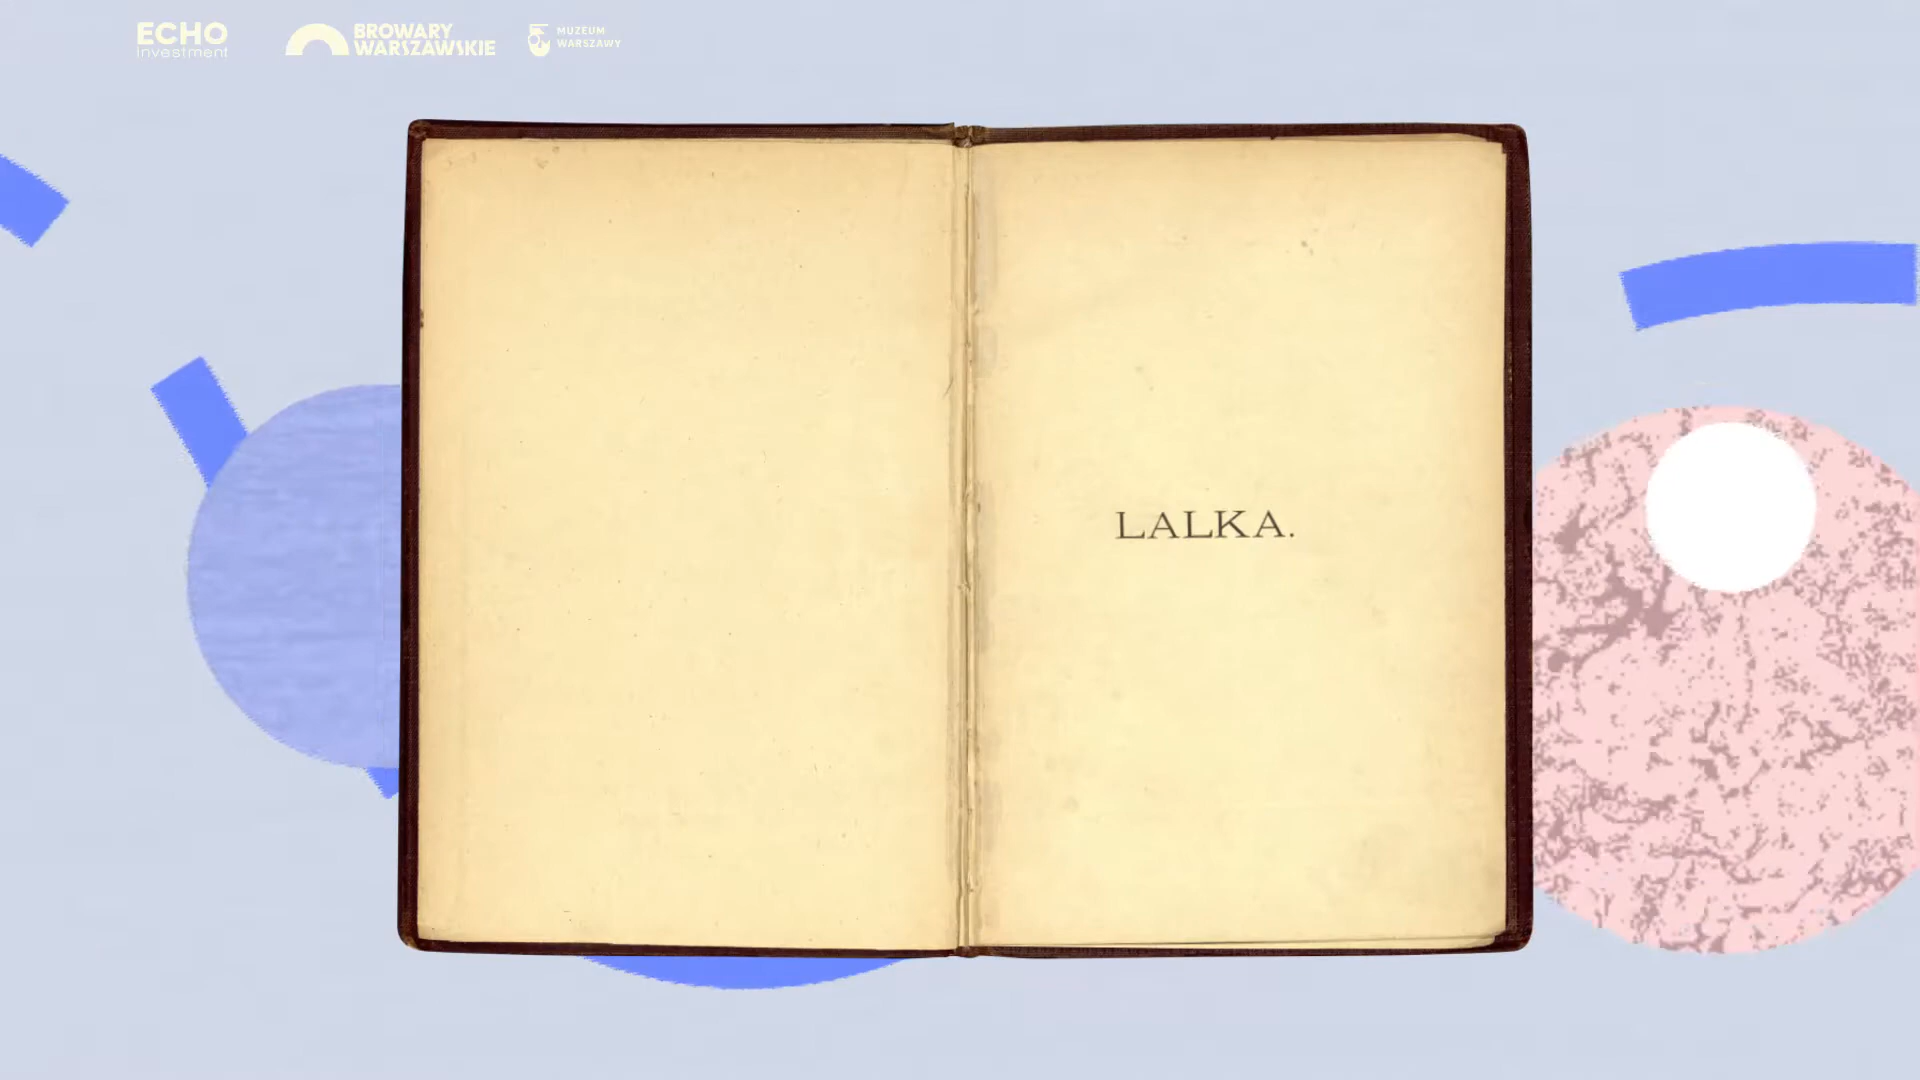 ECHO
investment
BROWARY
WARSZAWSKIE
MUZEUM
WARSZAWY
LALKA.